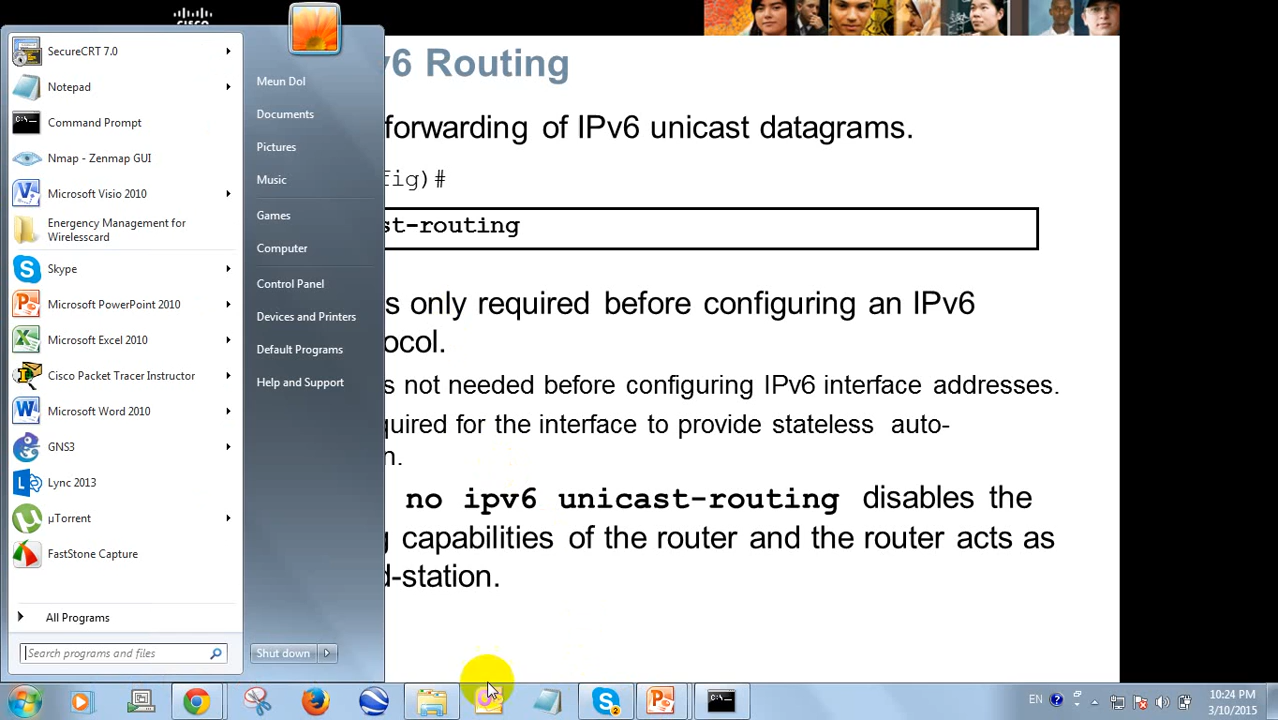 CISCO
v6 Routing
forwarding of IPv6 unicast datagrams.
fig)#
st-routing
s only required before configuring an IPv6
ocol.
s not needed before configuring IPv6 interface addresses.
quired for the interface to provide stateless auto-
n.
no ipv6 unicast-routing disables the
g capabilities of the router and the router acts as
d-station.
SecureCRT 7.0
Notepad
Command Prompt
Nmap - Zenmap GUI
Microsoft Visio 2010
Energency Management for
Wirelesscard
Skype
Microsoft PowerPoint 2010
Microsoft Excel 2010
Cisco Packet Tracer Instructor
Microsoft Word 2010
GNS3
Lync 2013
µTorrent
FastStone Capture
All Programs
Search programs and files
Meun Dol
Documents
Pictures
Music
Games
Computer
Control Panel
Devices and Printers
Default Programs
Help and Support
Shut down
EN
10:24 PM
3/10/2015